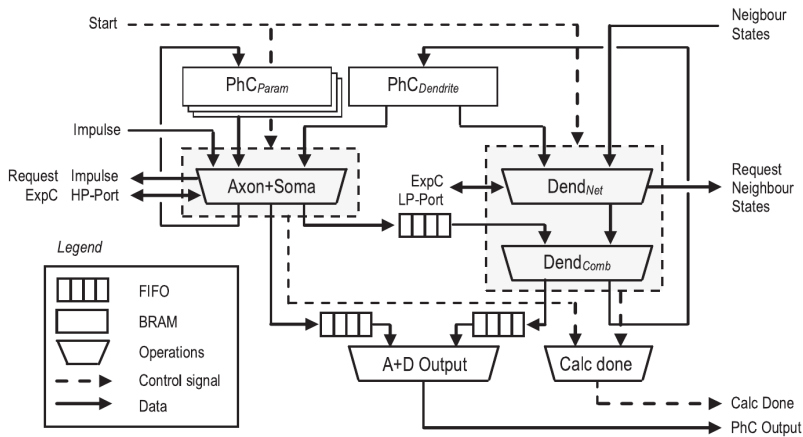 Start
Neighbour
States
PhCParam
PhCDendrite
Impulse
Request Impulse
ExpC HP-Port
Axon+Soma
ExpC
LP-Port
DendNet
Request
Neighbour
States
DendComb
Legend
FIFO
BRAM
Operations
Control signal
Data
A+D Output
Calc done
Calc Done
PhC Output